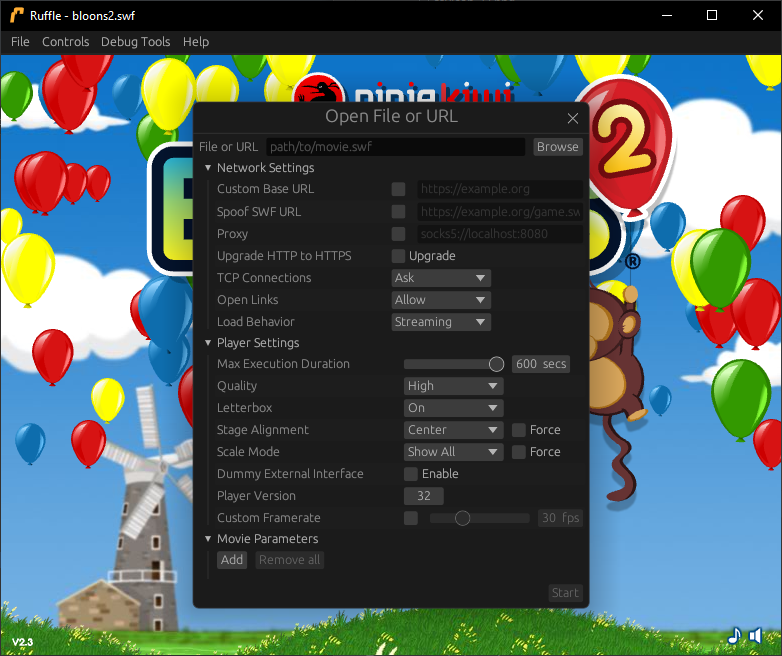 Ruffle - bloons2.swf
File Controls Debug Tools Help
ninja kiwi
Open File or URL
File or URL path/to/movie.swf Browse
Network Settings
Custom Base URL https://example.org
Spoof SWF URL https://example.org/game.sw
Proxy socks5://localhost:8080
Upgrade HTTP to HTTPS Upgrade
TCP Connections Ask
Open Links Allow
Load Behavior Streaming
Player Settings
Max Execution Duration 600 secs
Quality High
Letterbox On
Stage Alignment Center Force
Scale Mode Show All Force
Dummy External Interface Enable
Player Version 32
Custom Framerate 30 fps
Movie Parameters
Add Remove all
Start
2
®
V2.3